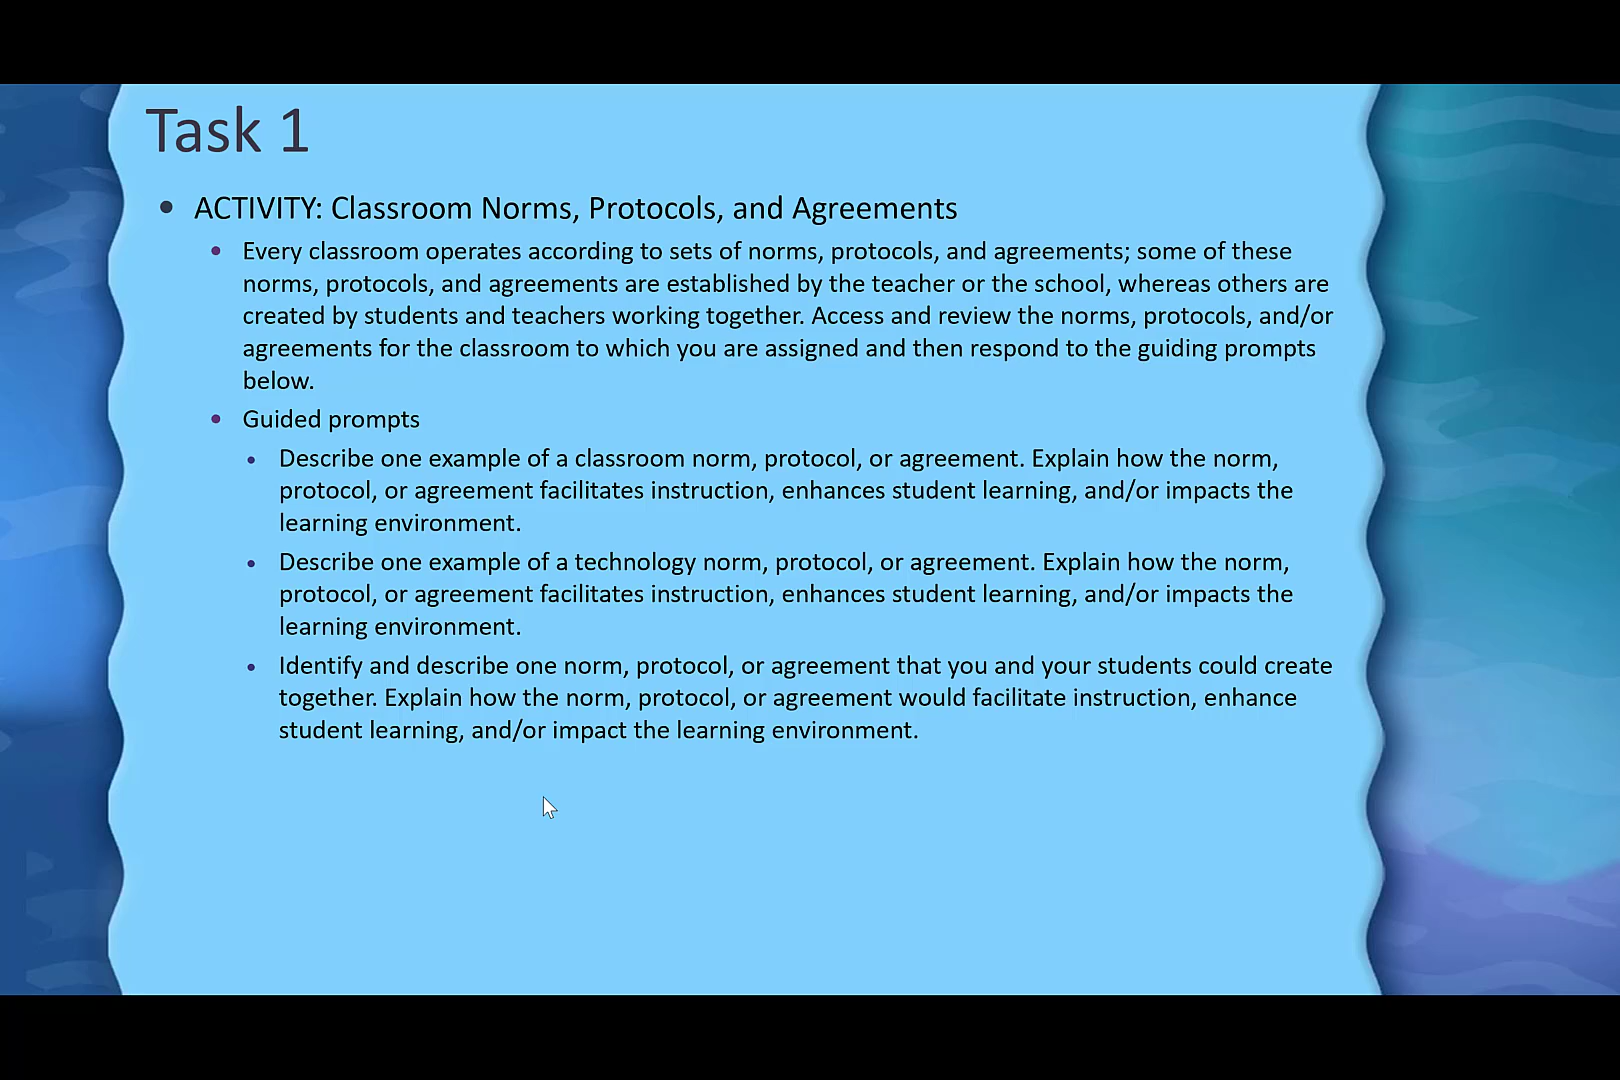 Task 1
• ACTIVITY: Classroom Norms, Protocols, and Agreements
• Every classroom operates according to sets of norms, protocols, and agreements; some of these
norms, protocols, and agreements are established by the teacher or the school, whereas others are
created by students and teachers working together. Access and review the norms, protocols, and/or
agreements for the classroom to which you are assigned and then respond to the guiding prompts
below.
• Guided prompts
• Describe one example of a classroom norm, protocol, or agreement. Explain how the norm,
protocol, or agreement facilitates instruction, enhances student learning, and/or impacts the
learning environment.
• Describe one example of a technology norm, protocol, or agreement. Explain how the norm,
protocol, or agreement facilitates instruction, enhances student learning, and/or impacts the
learning environment.
• Identify and describe one norm, protocol, or agreement that you and your students could create
together. Explain how the norm, protocol, or agreement would facilitate instruction, enhance
student learning, and/or impact the learning environment.